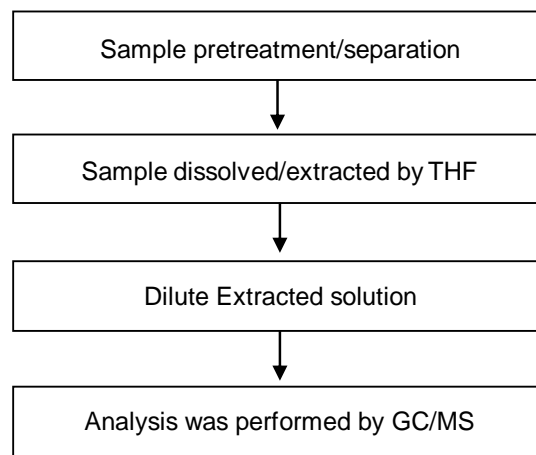 Sample pretreatment/separation
Sample dissolved/extracted by THF
Dilute Extracted solution
Analysis was performed by GC/MS